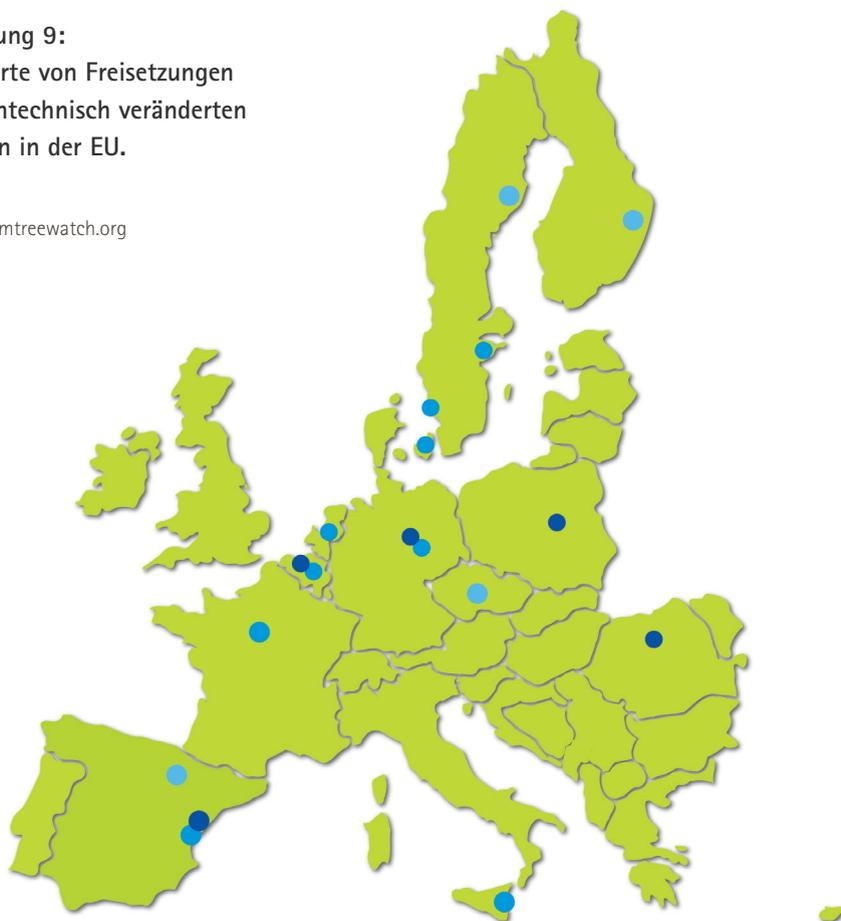 ung 9:
rte von Freisetzungen
ntechnisch veränderten
n in der EU.
mtreewatch.org